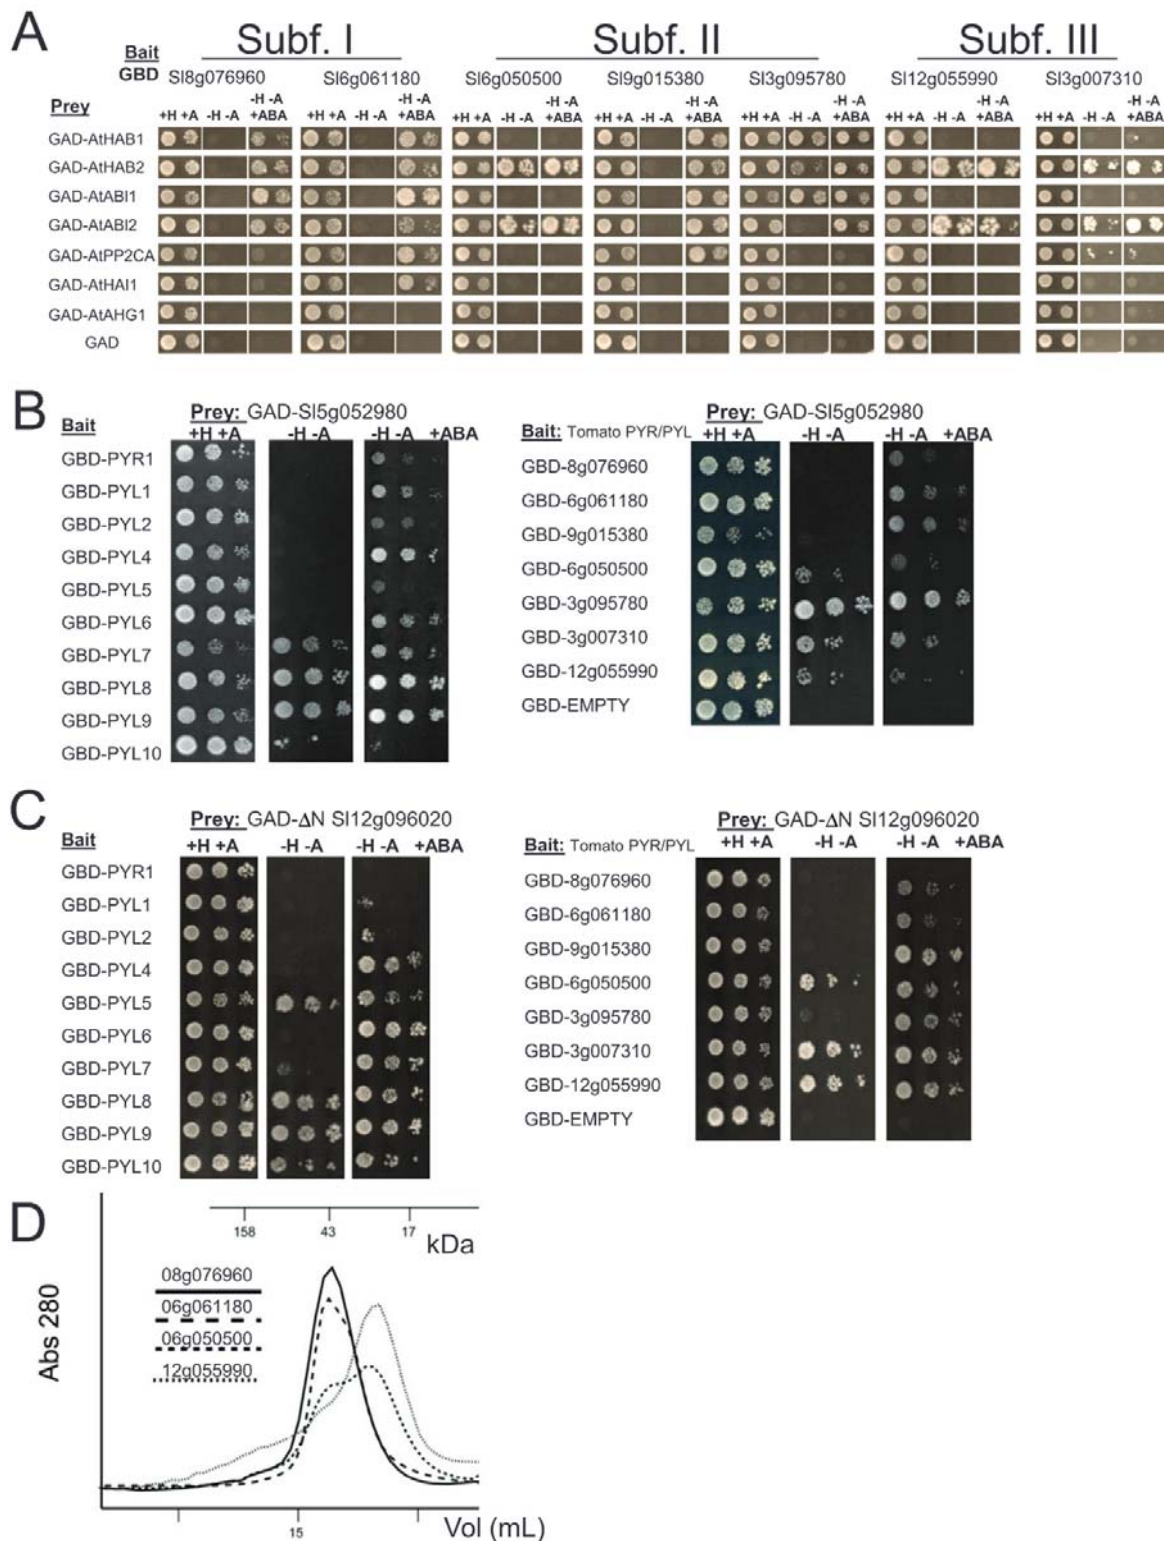 A
Subf. I Subf. II Subf. III
Bait
GBD
Sl8g076960 Sl6g061180 Sl6g050500 Sl9g015380 Sl3g095780 Sl12g055990 Sl3g007310
Prey
-H -A -H -A -H -A -H -A -H -A -H -A -H -A
+H +A -H -A +ABA +H +A -H -A +ABA +H +A -H -A +ABA +H +A -H -A +ABA +H +A -H -A +ABA +H +A -H -A +ABA +H +A -H -A +ABA
GAD-AtHAB1
GAD-AtHAB2
GAD-AtABI1
GAD-AtABI2
GAD-AtPP2CA
GAD-AtHAI1
GAD-AtAHG1
GAD
B
Prey: GAD-Sl5g052980
Bait
+H +A -H -A -H -A +ABA
GBD-PYR1
GBD-PYL1
GBD-PYL2
GBD-PYL4
GBD-PYL5
GBD-PYL6
GBD-PYL7
GBD-PYL8
GBD-PYL9
GBD-PYL10
Prey: GAD-Sl5g052980
Bait: Tomato PYR/PYL
+H +A -H -A -H -A +ABA
GBD-8g076960
GBD-6g061180
GBD-9g015380
GBD-6g050500
GBD-3g095780
GBD-3g007310
GBD-12g055990
GBD-EMPTY
C
Prey: GAD-ΔN Sl12g096020
Bait
+H +A -H -A -H -A +ABA
GBD-PYR1
GBD-PYL1
GBD-PYL2
GBD-PYL4
GBD-PYL5
GBD-PYL6
GBD-PYL7
GBD-PYL8
GBD-PYL9
GBD-PYL10
Prey: GAD-ΔN Sl12g096020
Bait: Tomato PYR/PYL
+H +A -H -A -H -A +ABA
GBD-8g076960
GBD-6g061180
GBD-9g015380
GBD-6g050500
GBD-3g095780
GBD-3g007310
GBD-12g055990
GBD-EMPTY
D
158 43 17
kDa
08g076960
06g061180
06g050500
12g055990
Abs 280
15
Vol (mL)